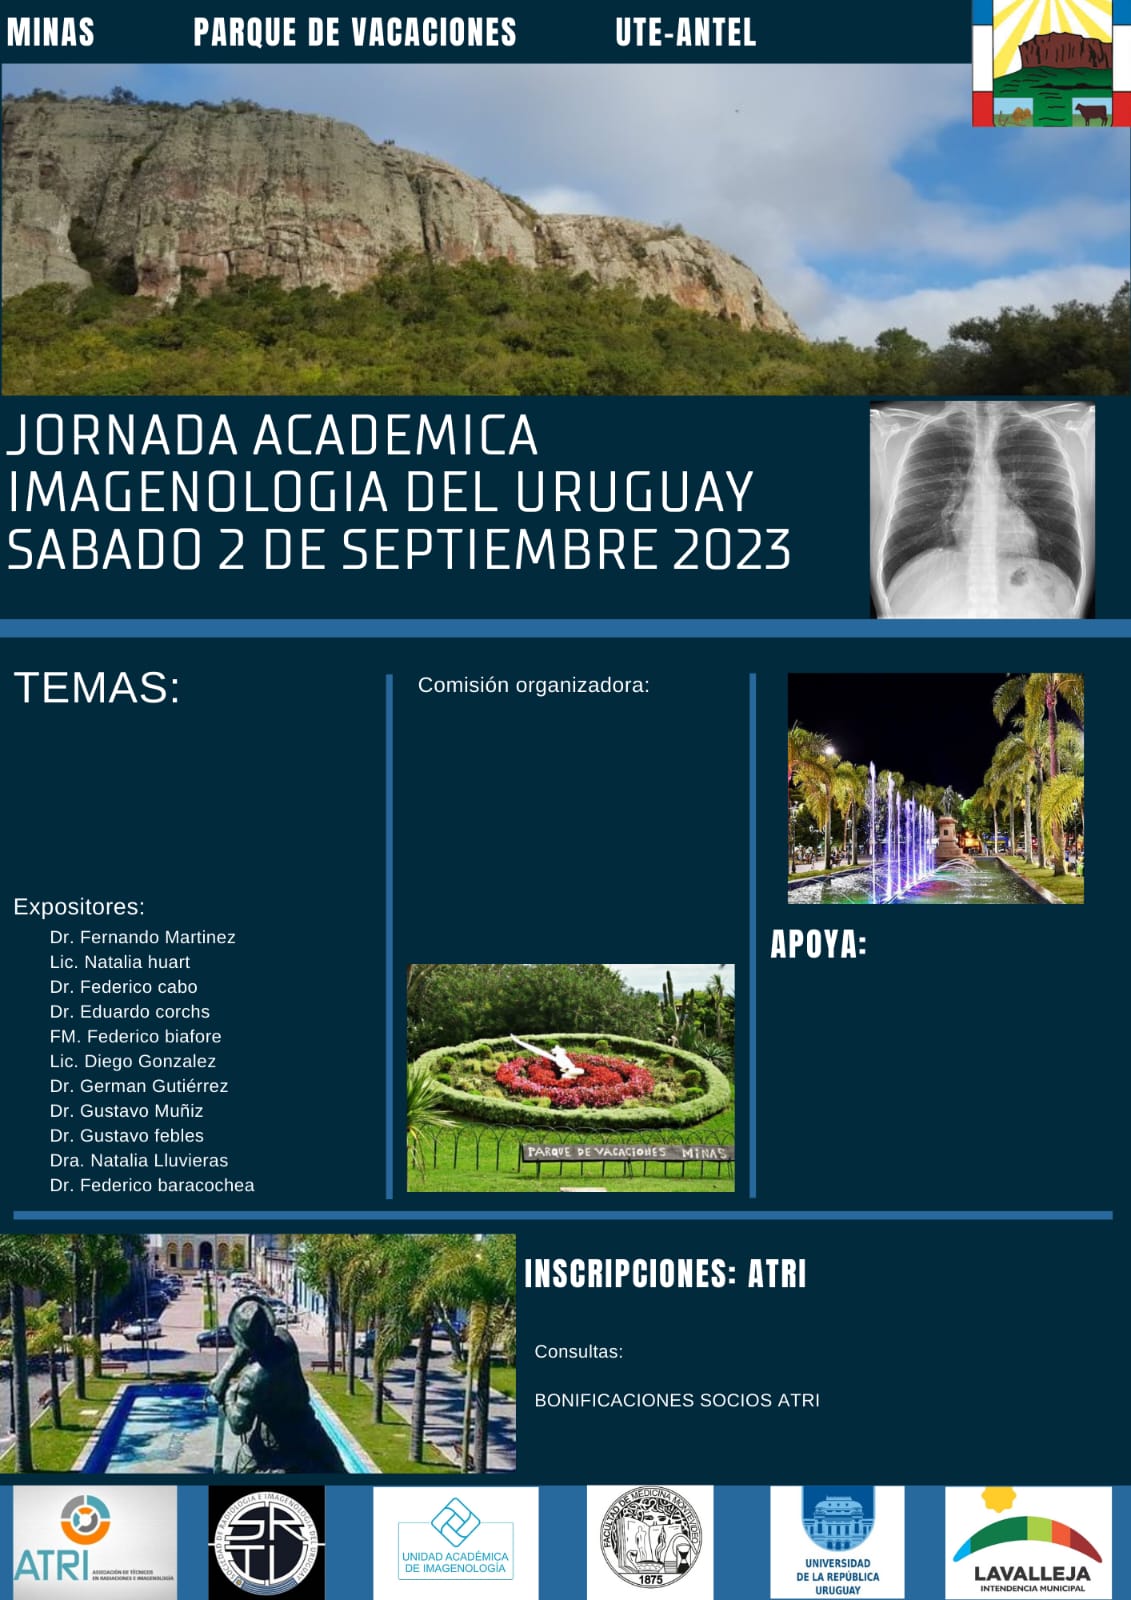 MINAS PARQUE DE VACACIONES UTE-ANTEL
JORNADA ACADEMICA
IMAGENOLOGIA DEL URUGUAY
SABADO 2 DE SEPTIEMBRE 2023
TEMAS:
Expositores:
Dr. Fernando Martinez
Lic. Natalia huart
Dr. Federico cabo
Dr. Eduardo corchs
FM. Federico biafore
Lic. Diego Gonzalez
Dr. German Gutiérrez
Dr. Gustavo Muñiz
Dr. Gustavo febles
Dra. Natalia Lluvieras
Dr. Federico baracochea
Comisión organizadora:
PARQUE DE VACACIONES MINAS
APOYA:
INSCRIPCIONES: ATRI
Consultas:
BONIFICACIONES SOCIOS ATRI
ATRI
ASOCIACIÓN DE TÉCNICOS
EN RADIACIONES E IMAGENOLOGÍA
SOCIEDAD DE RADIOLOGIA E IMAGENOLOGIA DEL URUGUAY
SRTI
UNIDAD ACADÉMICA
DE IMAGENOLOGÍA
FACULTAD DE MEDICINA MONTEVIDEO
1875
UNIVERSIDAD
DE LA REPÚBLICA
URUGUAY
LAVALLEJA
INTENDENCIA MUNICIPAL